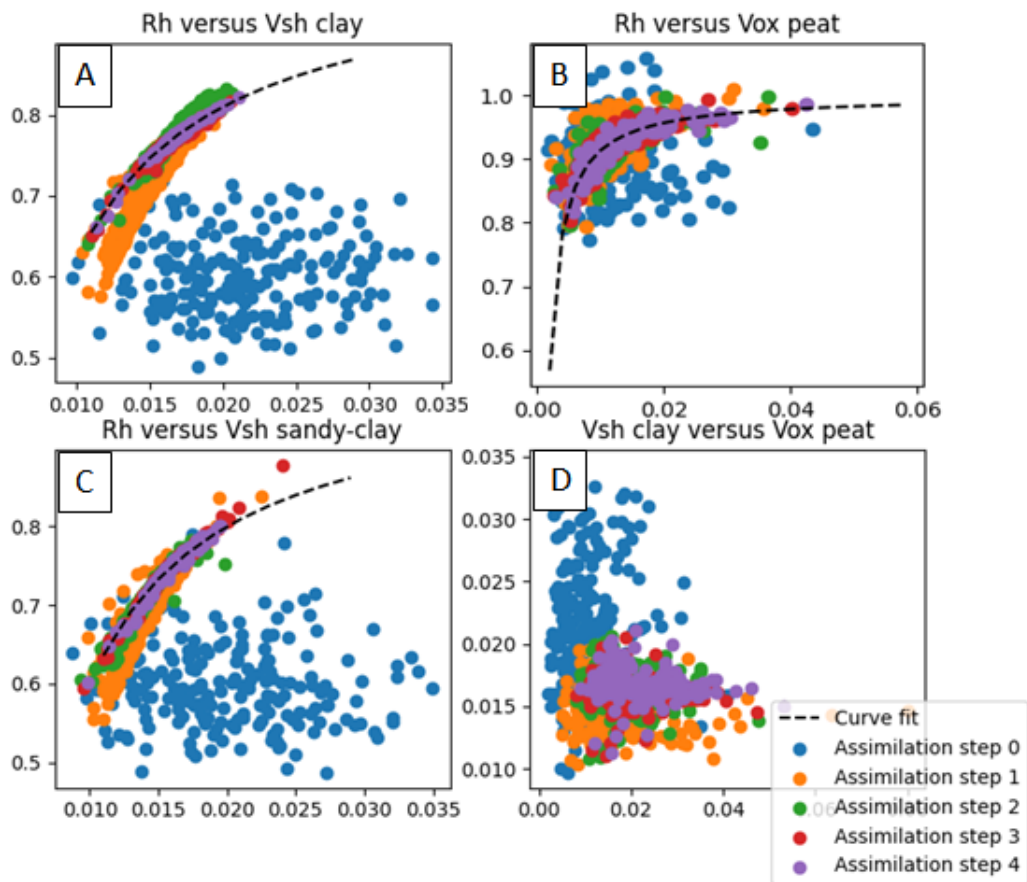 Rh versus Vsh clay
A
0.8
0.7
0.6
0.5
0.010 0.015 0.020 0.025 0.030 0.035
Rh versus Vox peat
B
1.0
0.9
0.8
0.7
0.6
0.00 0.02 0.04 0.06
Rh versus Vsh sandy-clay
C
0.8
0.7
0.6
0.5
0.010 0.015 0.020 0.025 0.030 0.035
Vsh clay versus Vox peat
D
0.035
0.030
0.025
0.020
0.015
0.010
0.00 0.02 0.04
Curve fit
Assimilation step 0
Assimilation step 1
Assimilation step 2
Assimilation step 3
Assimilation step 4